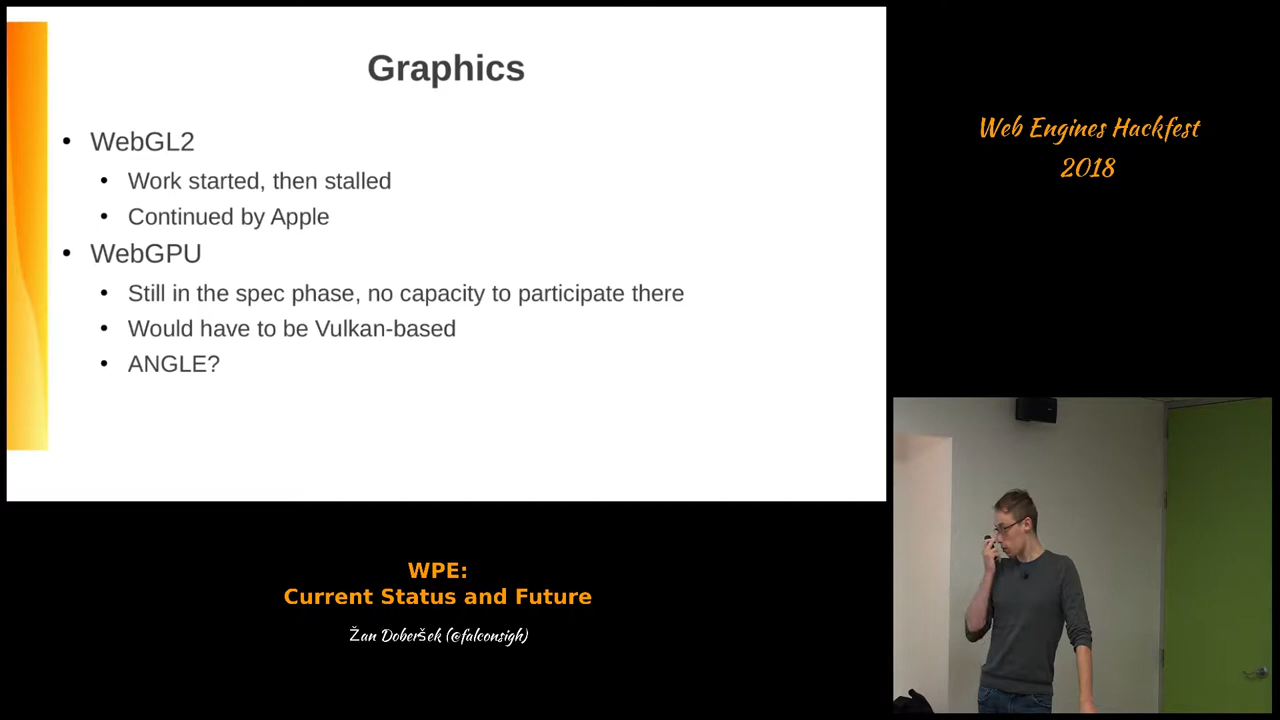 Graphics
WebGL2
Work started, then stalled
Continued by Apple
WebGPU
Still in the spec phase, no capacity to participate there
Would have to be Vulkan-based
ANGLE?
Web Engines Hackfest
2018
WPE:
Current Status and Future
Žan Doberšek (@falconsigh)